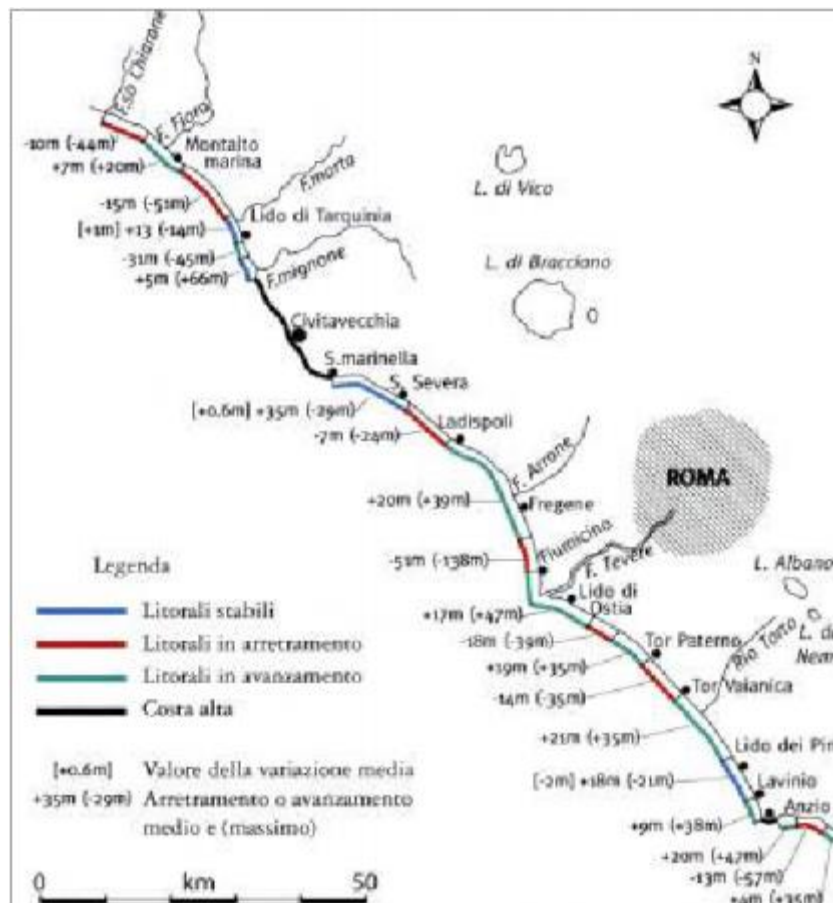 N
F.so Chiarone
F. Fiora
-10m (-44m)
+7m (+20m)
Montalto
marina
F.marta
L. di Vico
-15m (-51m)
Lido di Tarquinia
[+1m] +13 (-14m)
-31m (-45m)
+5m (+66m)
F.mignone
L. di Bracciano
Civitavecchia
S.marinella
S. Severa
[+0.6m] +35m (-29m)
-7m (-24m)
Ladispoli
F. Arrone
ROMA
+20m (+39m)
Fregene
Fiumicino
-51m (-138m)
F. Tevere
L. Albano
Legenda
Lido di
Ostia
Litorali stabili
+17m (+47m)
L. di
Nem
Litorali in arretramento
-18m (-39m)
Tor Paterno
Rio Torto
+19m (+35m)
Litorali in avanzamento
-14m (-35m)
Tor Vaianica
Costa alta
+21m (+35m)
Lido dei Pin
[+0.6m] Valore della variazione media
[-2m] +18m (-21m)
Lavinio
+35m (-29m) Arretramento o avanzamento
medio e (massimo)
Anzio
+9m (+38m)
+20m (+47m)
-13m (-57m)
+4m (+35m)
0 km 50